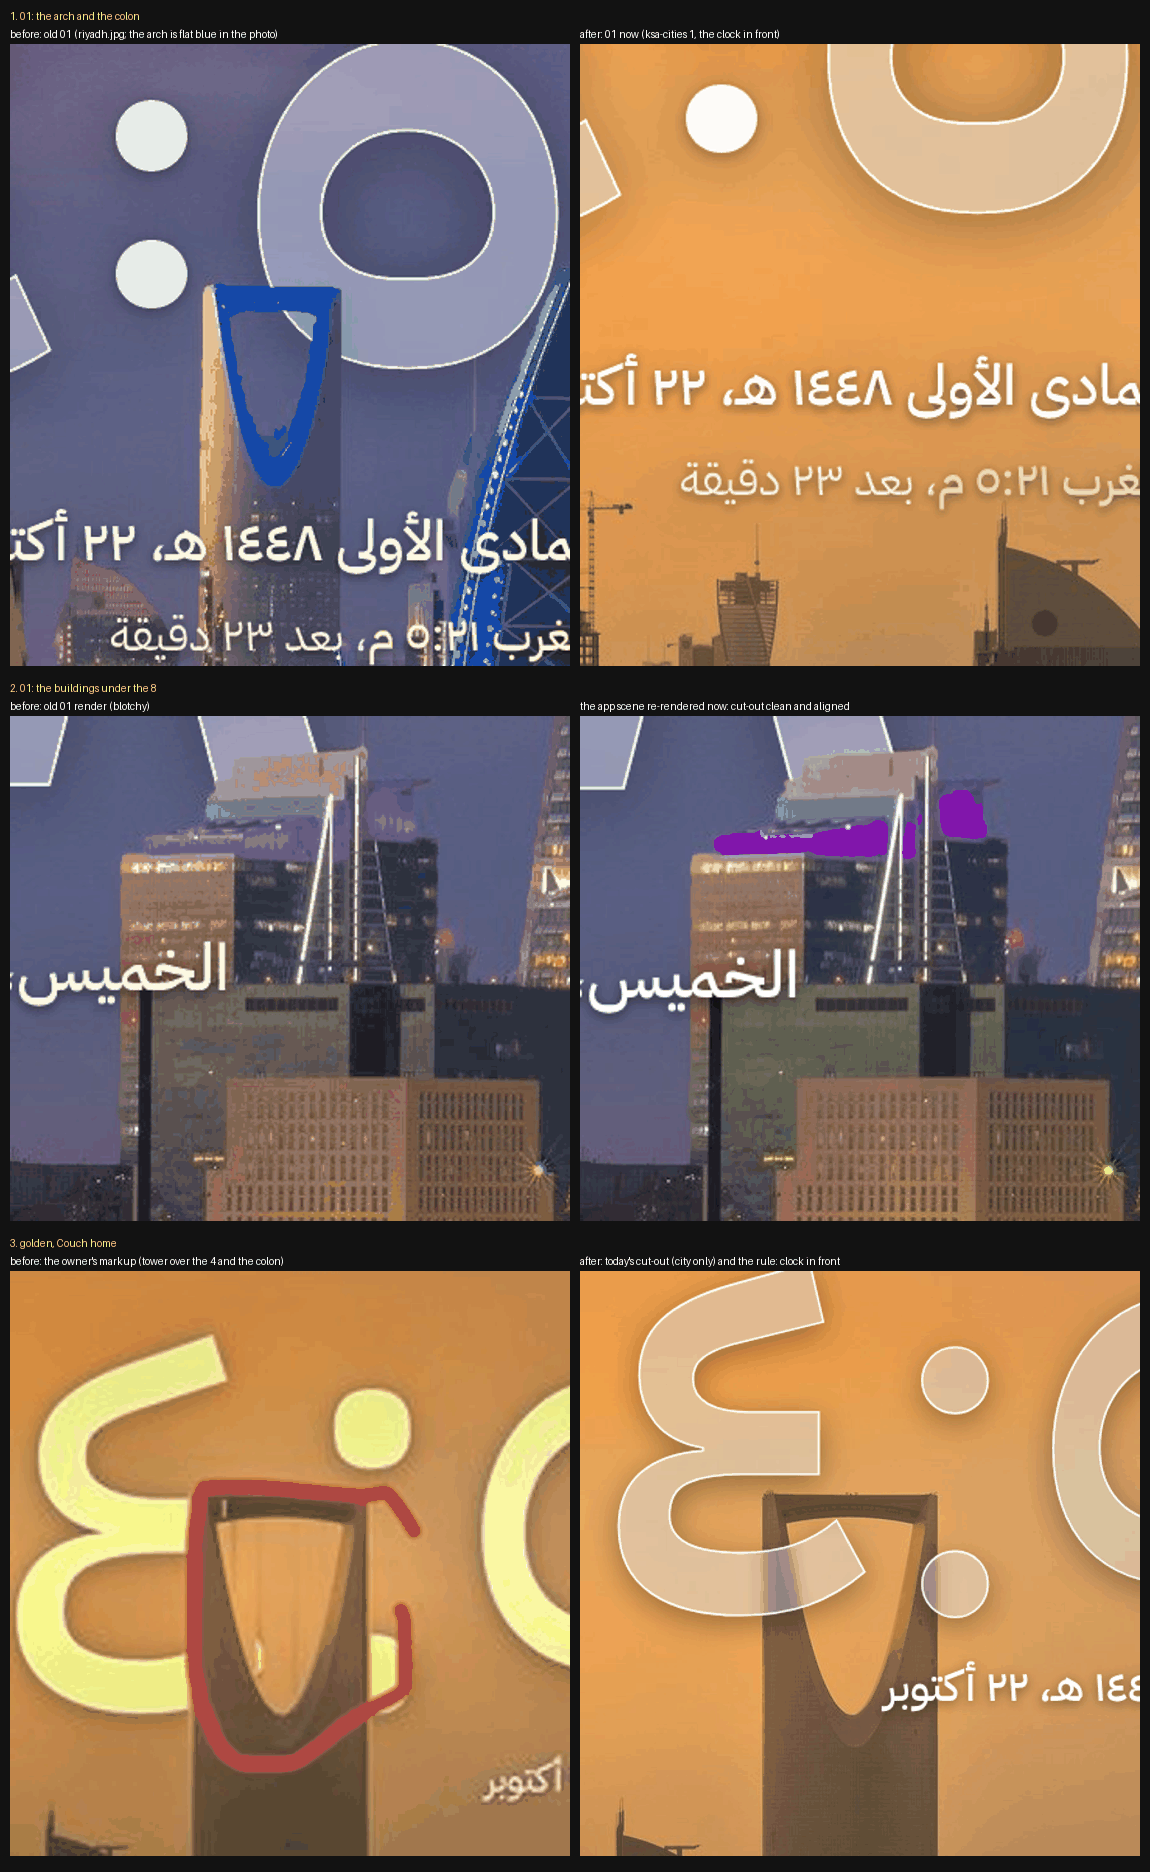 1. 01: the arch and the colon
before: old 01 (riyadh.jpg; the arch is flat blue in the photo)
after: 01 now (ksa-cities 1, the clock in front)
مادى الأولى ١٤٤٨ هـ، ٢٢ أكت
غرب ٥:٢١ م، بعد ٢٣ دقيقة
مادى الأولى ١٤٤٨ هـ، ٢٢ أكت
غرب ٥:٢١ م، بعد ٢٣ دقيقة
2. 01: the buildings under the 8
before: old 01 render (blotchy)
the app scene re-rendered now: cut-out clean and aligned
الخميس،
الخميس،
3. golden, Couch home
before: the owner's markup (tower over the 4 and the colon)
after: today's cut-out (city only) and the rule: clock in front
٤:
أكتوبر
٤:
١٤٤ هـ، ٢٢ أكتوبر